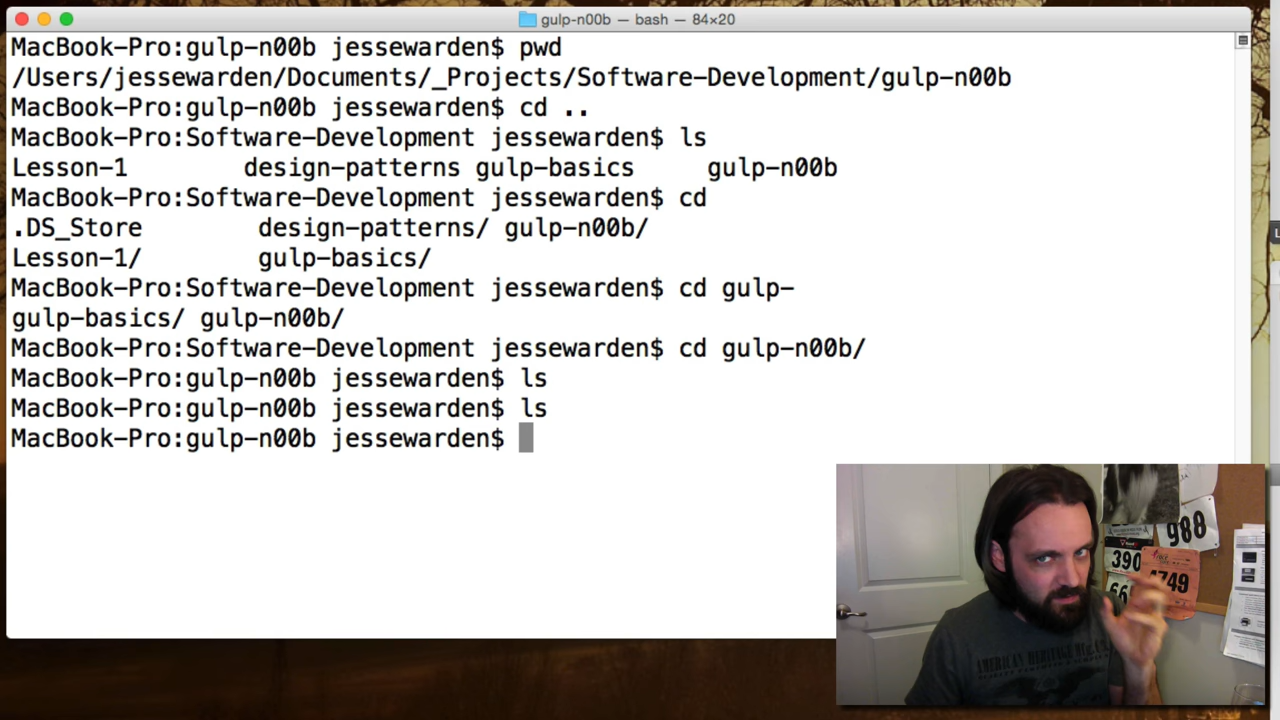 gulp-n00b — bash — 84×20
MacBook-Pro:gulp-n00b jessewarden$ pwd
/Users/jessewarden/Documents/_Projects/Software-Development/gulp-n00b
MacBook-Pro:gulp-n00b jessewarden$ cd ..
MacBook-Pro:Software-Development jessewarden$ ls
Lesson-1 design-patterns gulp-basics gulp-n00b
MacBook-Pro:Software-Development jessewarden$ cd
.DS_Store design-patterns/ gulp-n00b/
Lesson-1/ gulp-basics/
MacBook-Pro:Software-Development jessewarden$ cd gulp-
gulp-basics/ gulp-n00b/
MacBook-Pro:Software-Development jessewarden$ cd gulp-n00b/
MacBook-Pro:gulp-n00b jessewarden$ ls
MacBook-Pro:gulp-n00b jessewarden$ ls
MacBook-Pro:gulp-n00b jessewarden$
988
390
AMERICAN HERITAGE